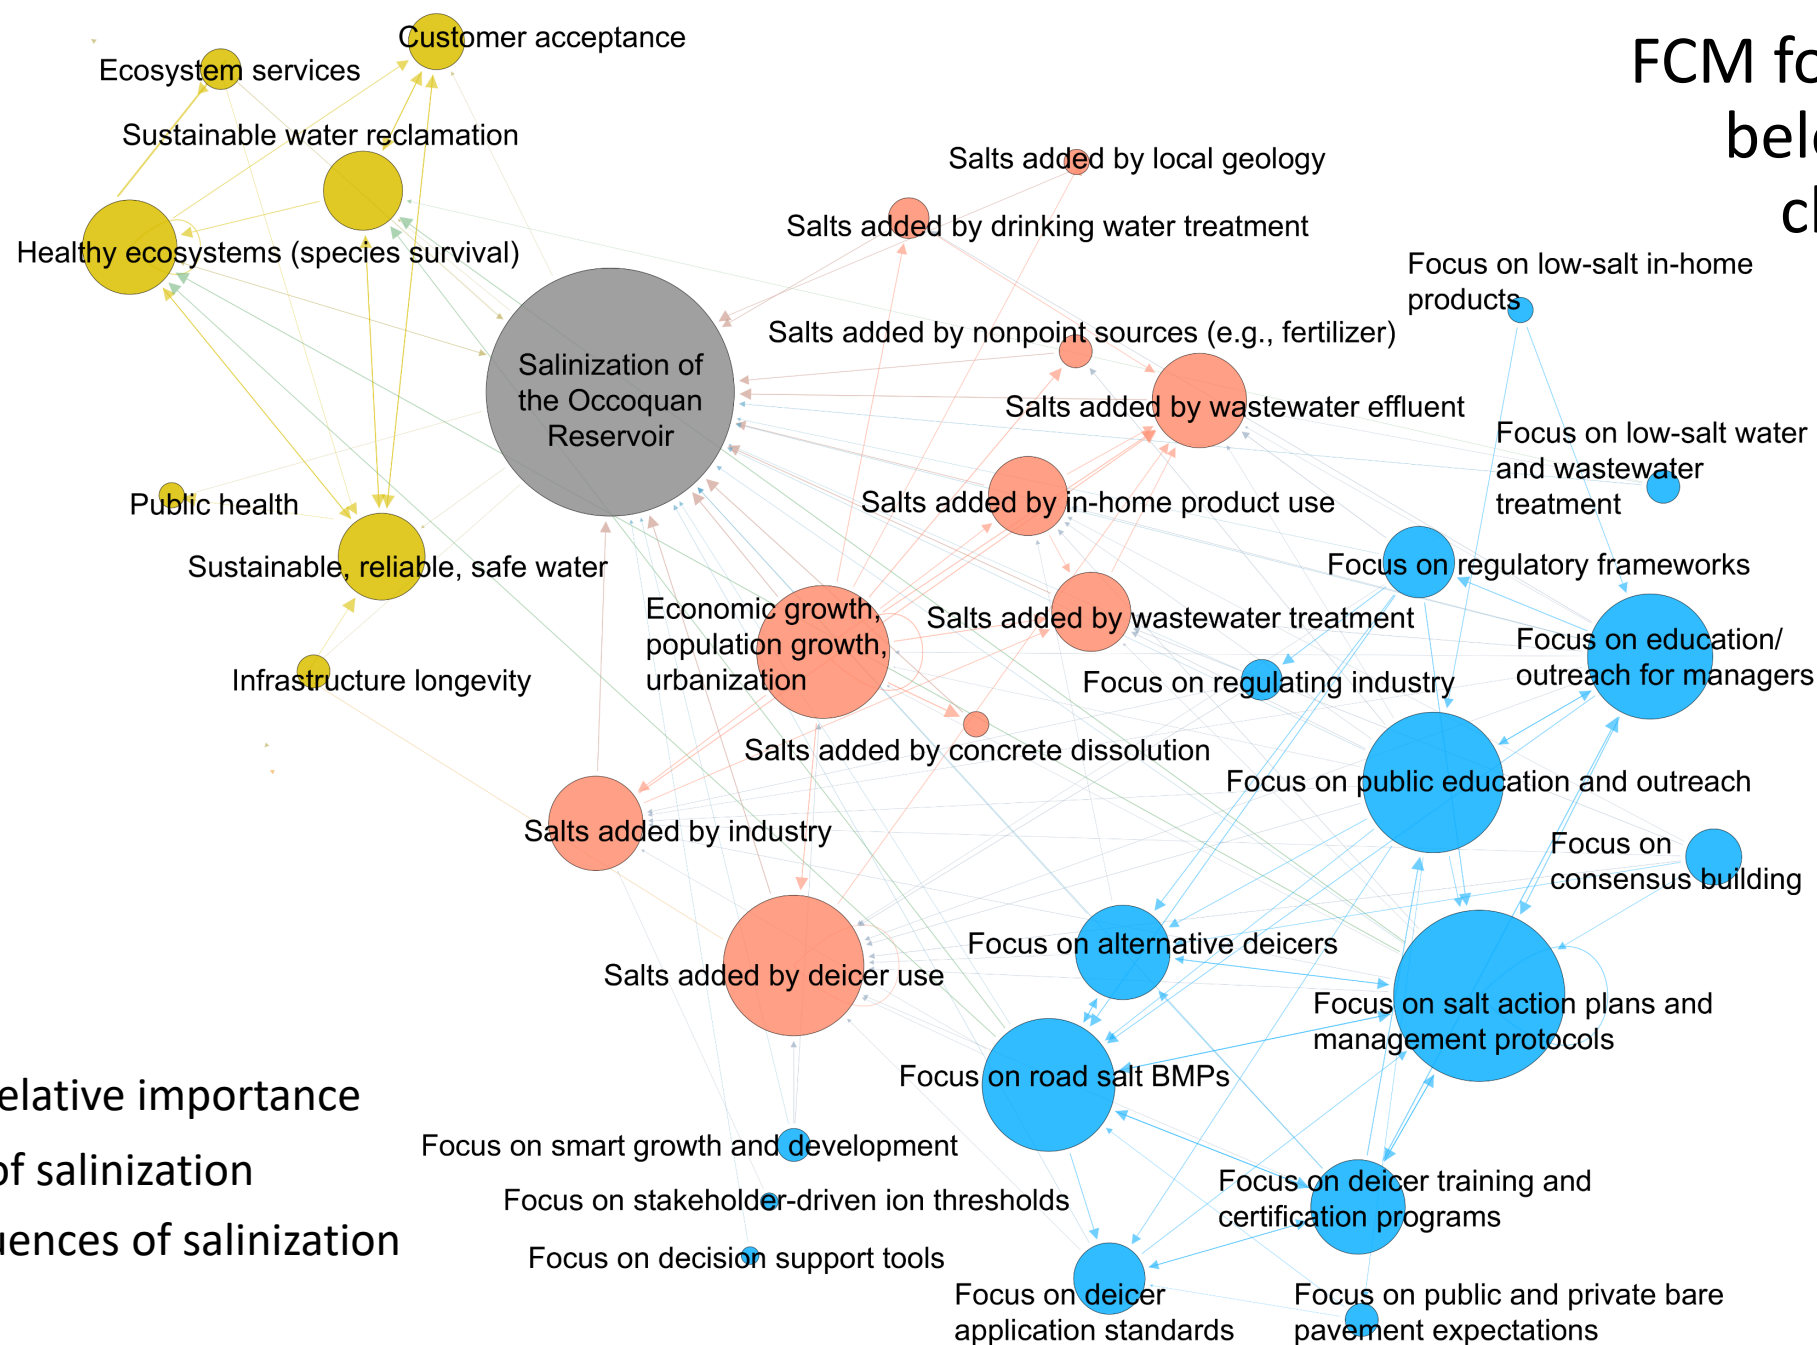 FCM fo
belo
cl
Customer acceptance
Ecosystem services
Sustainable water reclamation
Healthy ecosystems (species survival)
Salts added by local geology
Salts added by drinking water treatment
Focus on low-salt in-home
products
Salts added by nonpoint sources (e.g., fertilizer)
Salinization of
the Occoquan
Reservoir
Salts added by wastewater effluent
Focus on low-salt water
and wastewater
treatment
Public health
Salts added by in-home product use
Sustainable, reliable, safe water
Focus on regulatory frameworks
Economic growth,
population growth,
urbanization
Salts added by wastewater treatment
Focus on education/
outreach for managers
Infrastructure longevity
Focus on regulating industry
Salts added by concrete dissolution
Focus on public education and outreach
Salts added by industry
Focus on
consensus building
Focus on alternative deicers
Salts added by deicer use
Focus on salt action plans and
management protocols
Focus on road salt BMPs
elative importance
Focus on smart growth and development
of salinization
Focus on deicer training and
certification programs
Focus on stakeholder-driven ion thresholds
uences of salinization
Focus on decision support tools
Focus on deicer
application standards
Focus on public and private bare
pavement expectations